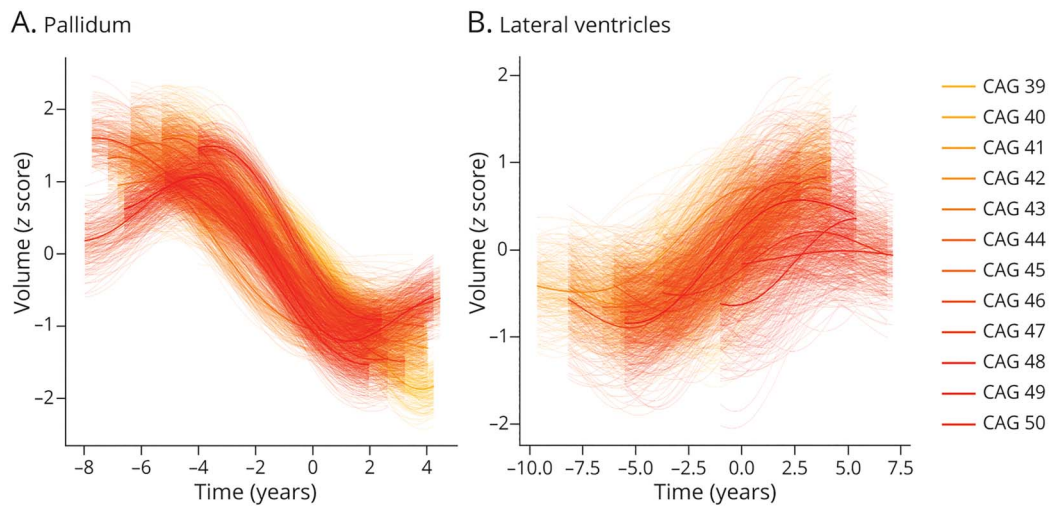 A. Pallidum
Volume (z score)
2
1
0
–1
–2
–8
–6
–4
–2
0
2
4
Time (years)
B. Lateral ventricles
Volume (z score)
2
1
0
–1
–2
–10.0
–7.5
–5.0
–2.5
0.0
2.5
5.0
7.5
Time (years)
CAG 39
CAG 40
CAG 41
CAG 42
CAG 43
CAG 44
CAG 45
CAG 46
CAG 47
CAG 48
CAG 49
CAG 50